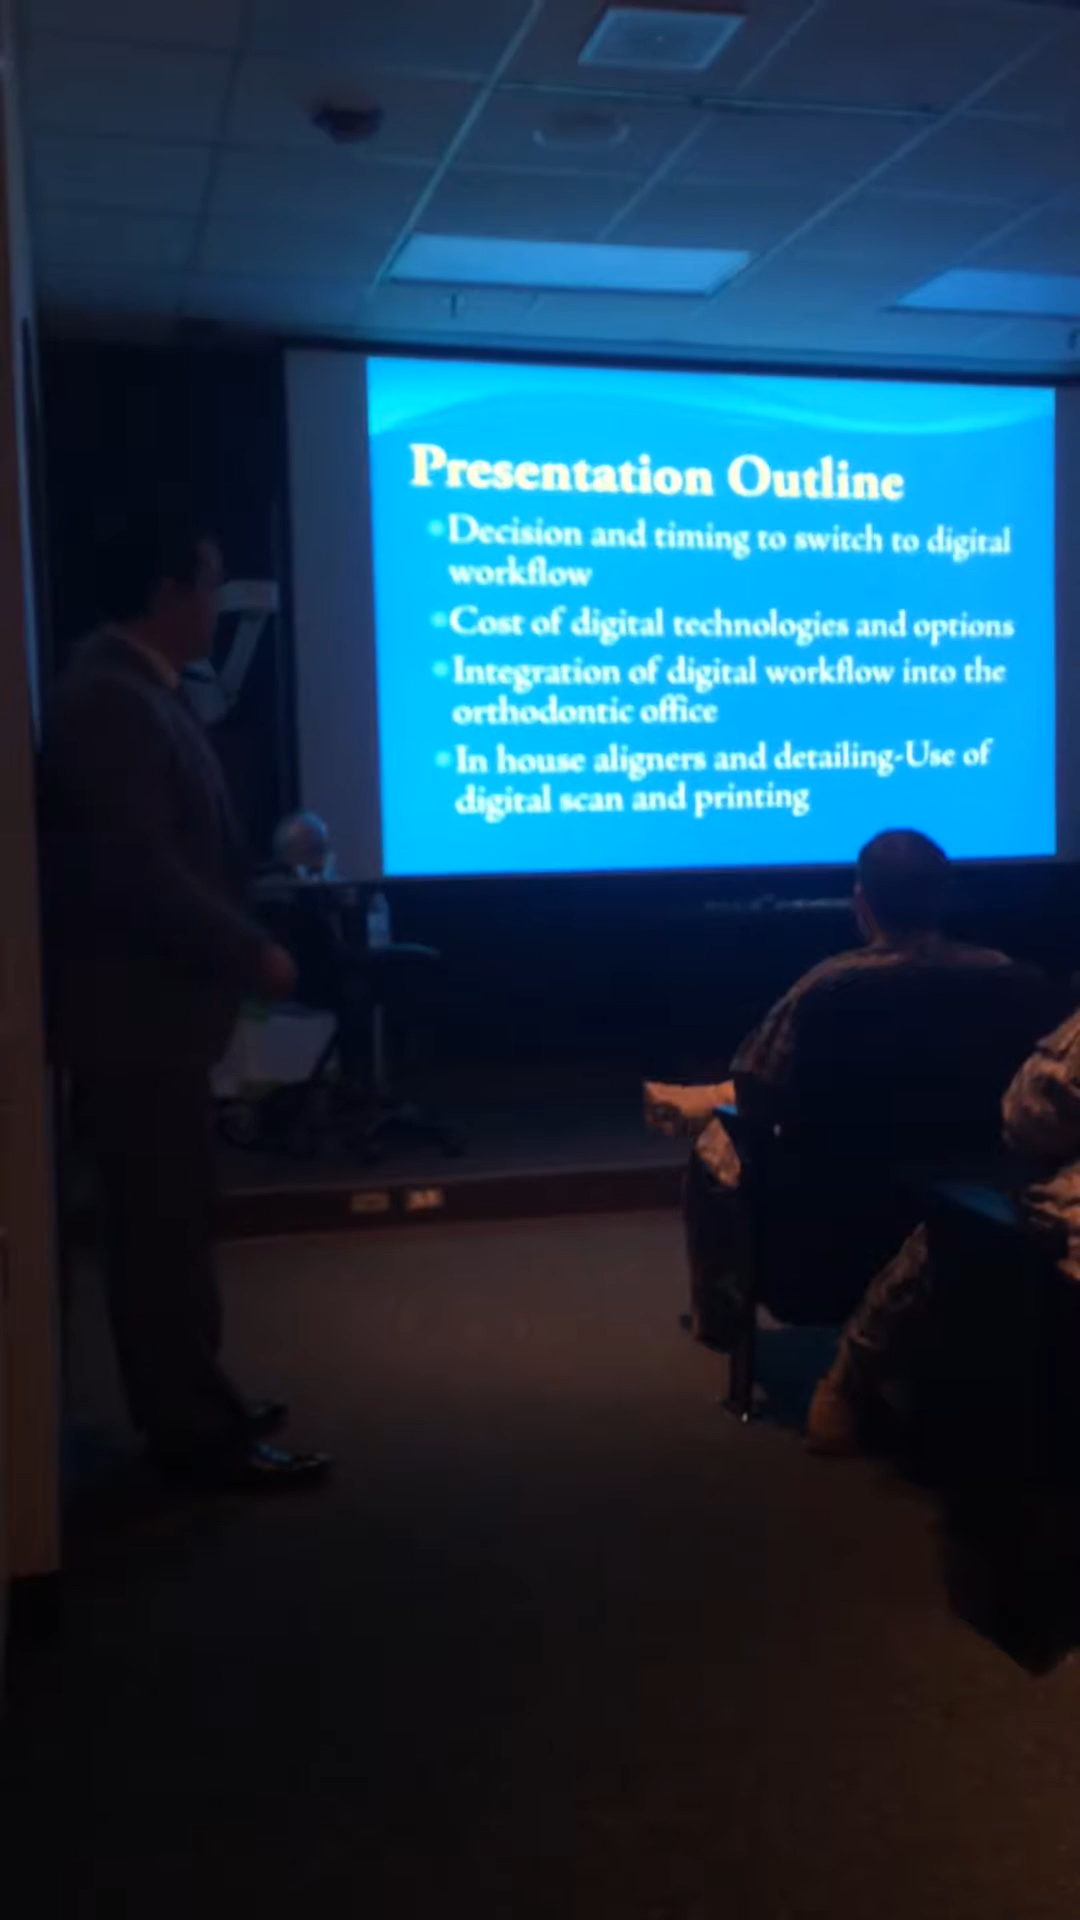 Presentation Outline
Decision and timing to switch to digital
workflow
Cost of digital technologies and options
Integration of digital workflow into the
orthodontic office
In house aligners and detailing-Use of
digital scan and printing